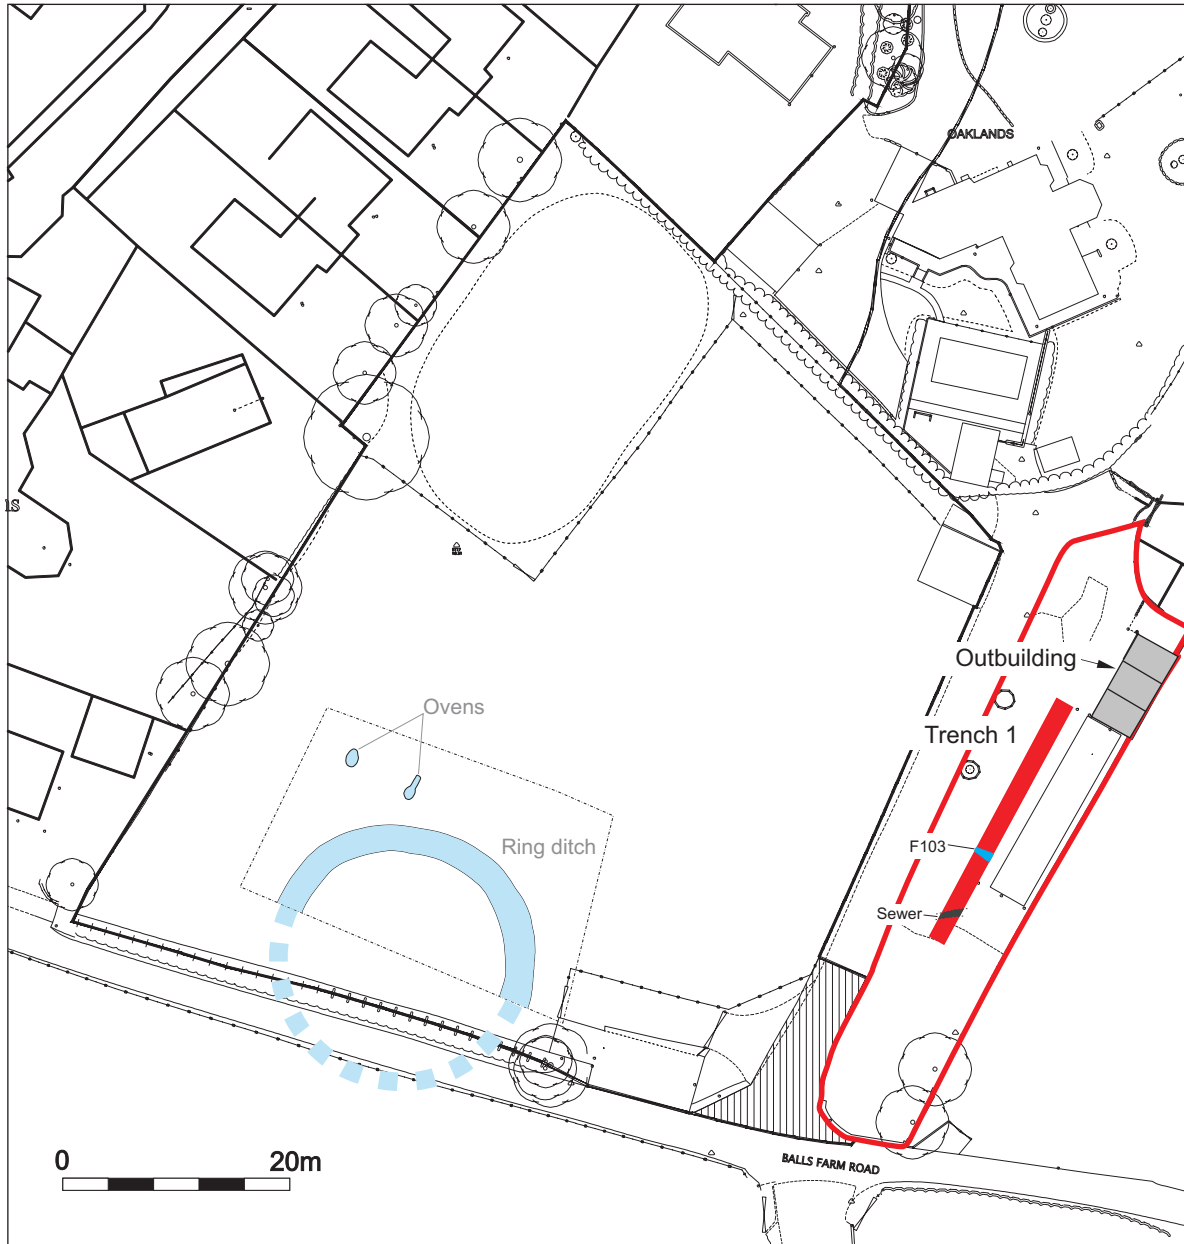 OAKLANDS
Outbuilding
Ovens
Trench 1
Ring ditch
F103
Sewer
0 20m
BALLS FARM ROAD